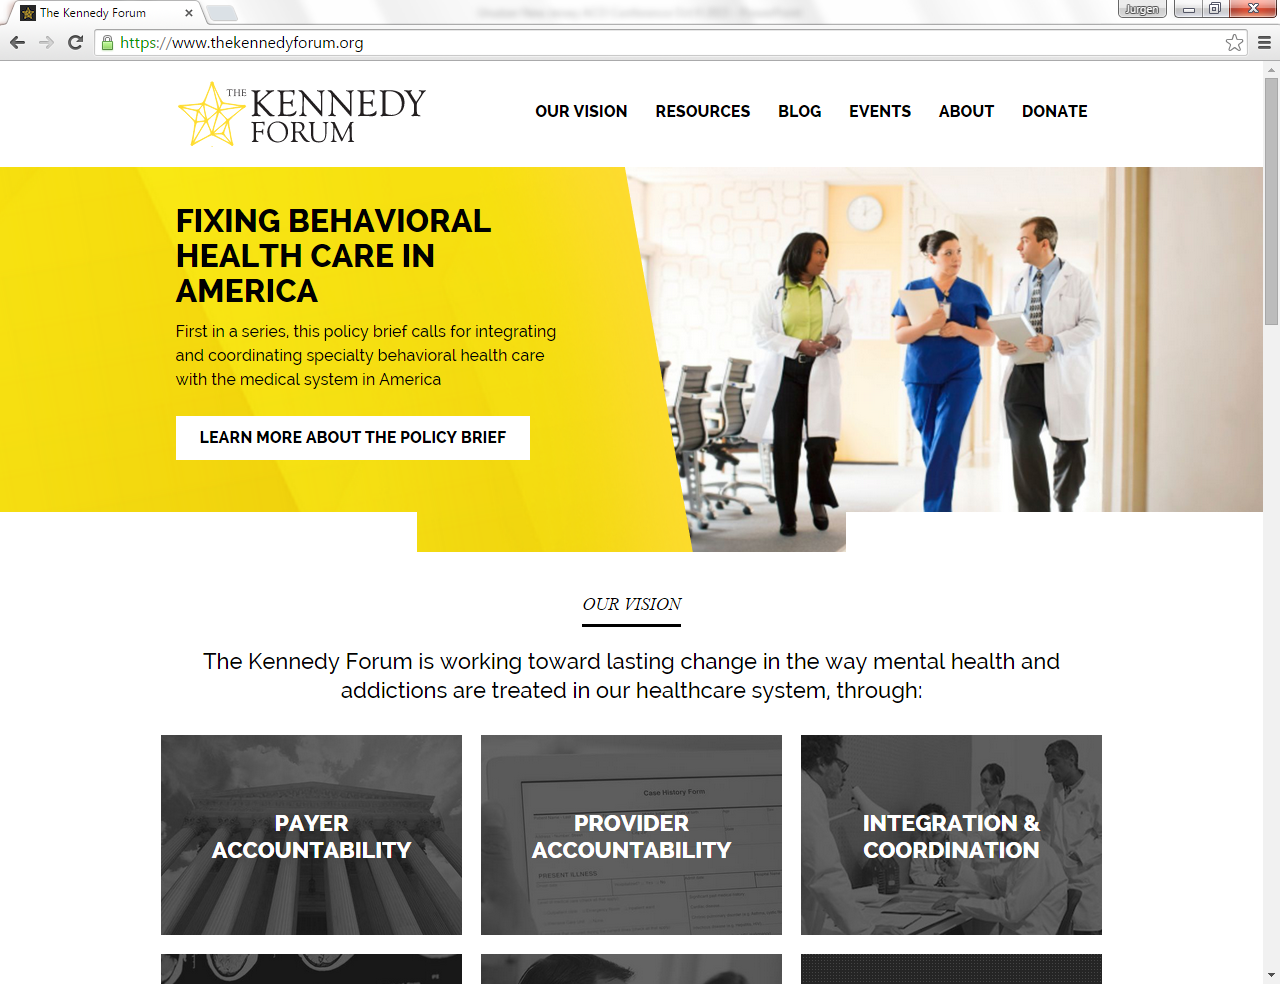 The Kennedy Forum
Jurgen
https://www.thekennedyforum.org
THE KENNEDY
FORUM
OUR VISION RESOURCES BLOG EVENTS ABOUT DONATE
FIXING BEHAVIORAL
HEALTH CARE IN
AMERICA
First in a series, this policy brief calls for integrating
and coordinating specialty behavioral health care
with the medical system in America
LEARN MORE ABOUT THE POLICY BRIEF
OUR VISION
The Kennedy Forum is working toward lasting change in the way mental health and
addictions are treated in our healthcare system, through:
Case History Form
PRESENT ILLNESS
PAYER
ACCOUNTABILITY
PROVIDER
ACCOUNTABILITY
INTEGRATION &
COORDINATION